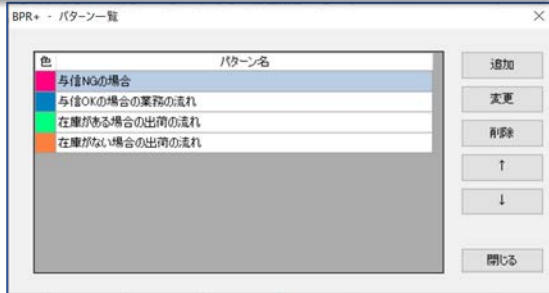 BPR+ - パターン一覧
色 パターン名
与信NGの場合
与信OKの場合の業務の流れ
在庫がある場合の出荷の流れ
在庫がない場合の出荷の流れ
追加
変更
削除
↑
↓
閉じる